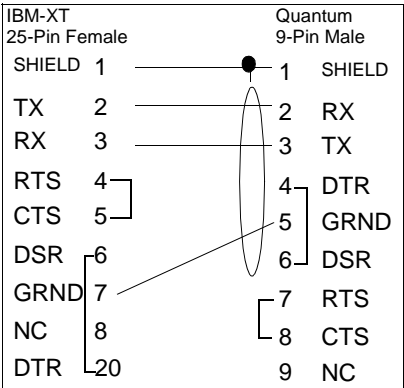 IBM-XT Quantum
25-Pin Female 9-Pin Male
SHIELD 1 1 SHIELD
TX 2 2 RX
RX 3 3 TX
RTS 4 4 DTR
CTS 5 5 GRND
DSR 6 6 DSR
GRND 7 7 RTS
NC 8 8 CTS
DTR 20 9 NC